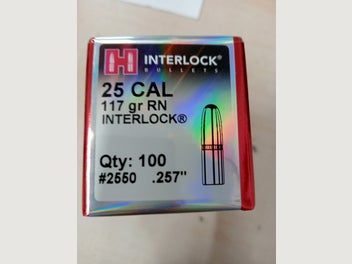 H INTERLOCK®
BULLETS
25 CAL
117 gr RN
INTERLOCK®
Qty: 100
#2550 .257"